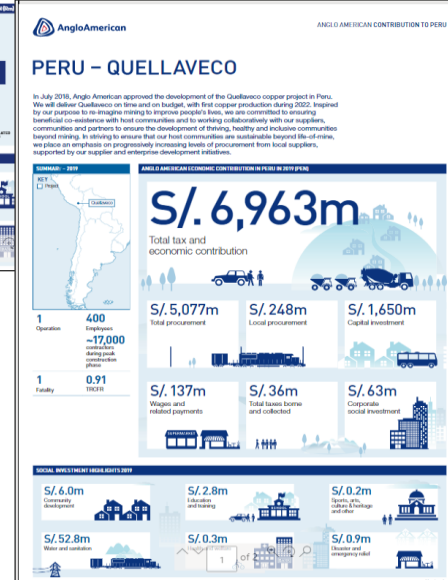 AngloAmerican
ANGLO AMERICAN CONTRIBUTION TO PERU
PERU – QUELLAVECO
In July 2018, Anglo American approved the development of the Quellaveco copper project in Peru.
We will deliver Quellaveco on time and on budget, with first copper production during 2022. Inspired
by our purpose to re-imagine mining to improve people's lives, we are committed to ensuring
beneficial co-existence with host communities and to working collaboratively with our suppliers,
communities and partners to ensure the development of thriving, healthy and inclusive communities
beyond mining. In striving to ensure that our host communities are sustainable beyond life-of-mine,
we place an emphasis on progressively increasing levels of procurement from local suppliers,
supported by our supplier and enterprise development initiatives.
SUMMARY – 2019
KEY
Project
Quellaveco
1
Operation
400
Employees
~17,000
contractors
during peak
construction
phase
1
Fatality
0.91
TRCFR
ANGLO AMERICAN ECONOMIC CONTRIBUTION IN PERU IN 2019 (PEN)
S/. 6,963m
Total tax and
economic contribution
S/. 5,077m
Total procurement
S/. 248m
Local procurement
S/. 1,650m
Capital investment
S/. 137m
Wages and
related payments
S/. 36m
Total taxes borne
and collected
S/. 63m
Corporate
social investment
SUPERMARKET
SOCIAL INVESTMENT HIGHLIGHTS 2019
S/. 6.0m
Community
development
S/. 2.8m
Education
and training
S/. 0.2m
Sports, arts,
culture & heritage
and other
S/. 52.8m
Water and sanitation
S/. 0.3m
S/. 0.9m
Disaster and
emergency relief
1 of